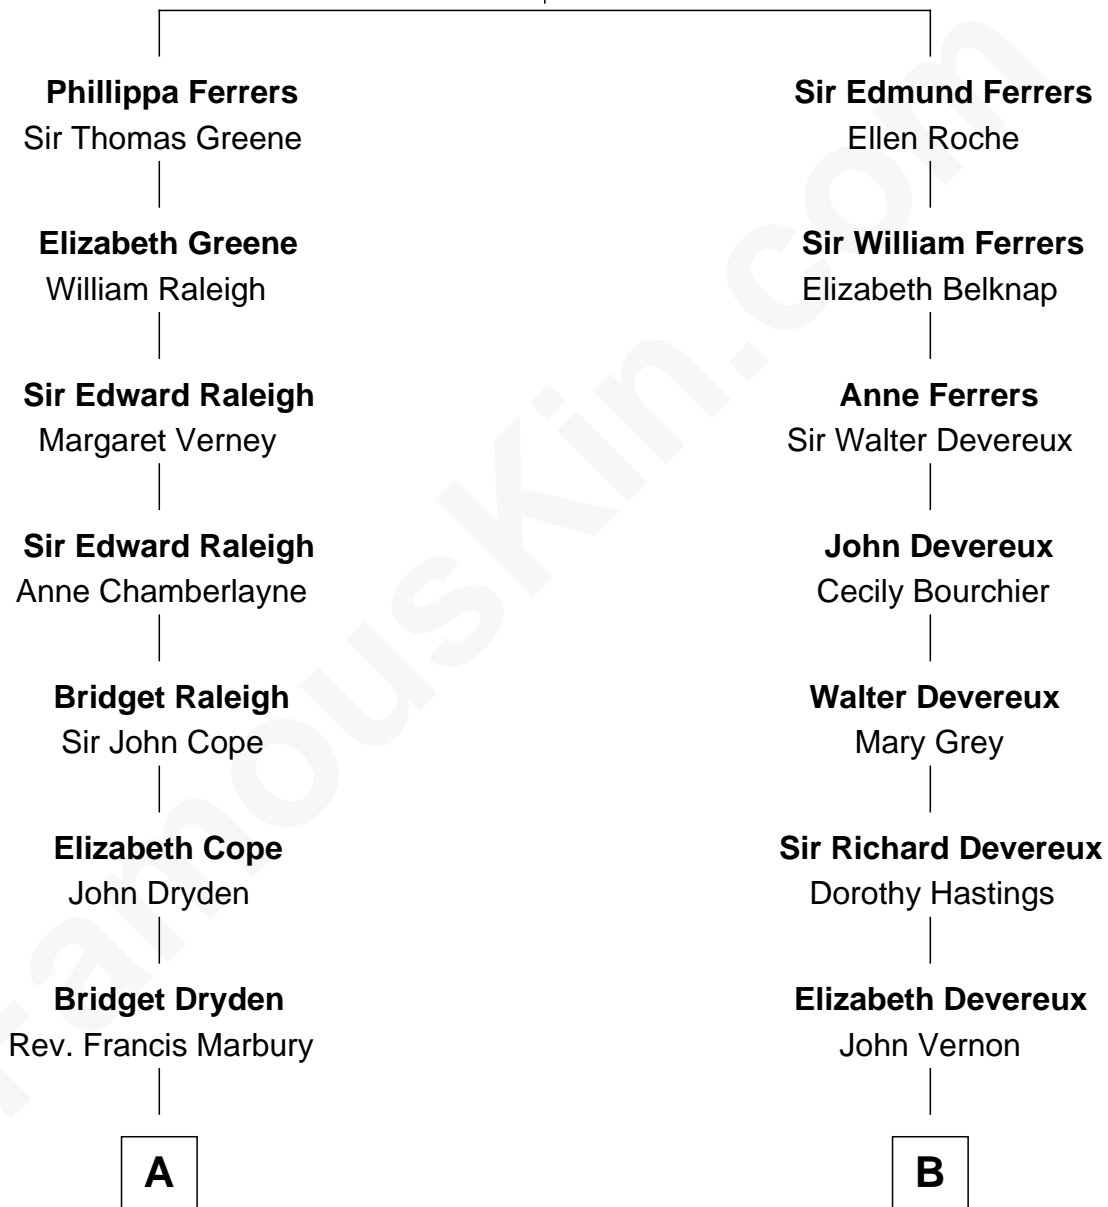 Phillippa Ferrers
Sir Thomas Greene
Elizabeth Greene
William Raleigh
Sir Edward Raleigh
Margaret Verney
Sir Edward Raleigh
Anne Chamberlayne
Bridget Raleigh
Sir John Cope
Elizabeth Cope
John Dryden
Bridget Dryden
Rev. Francis Marbury
A
Sir Edmund Ferrers
Ellen Roche
Sir William Ferrers
Elizabeth Belknap
Anne Ferrers
Sir Walter Devereux
John Devereux
Cecily Bourchier
Walter Devereux
Mary Grey
Sir Richard Devereux
Dorothy Hastings
Elizabeth Devereux
John Vernon
B
FamousKin.com